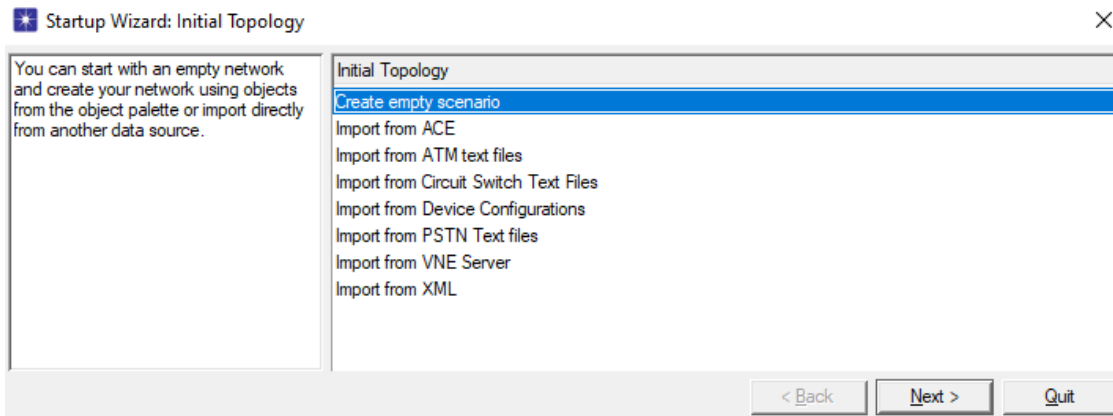 Startup Wizard: Initial Topology
You can start with an empty network
and create your network using objects
from the object palette or import directly
from another data source.
Initial Topology
Create empty scenario
Import from ACE
Import from ATM text files
Import from Circuit Switch Text Files
Import from Device Configurations
Import from PSTN Text files
Import from VNE Server
Import from XML
< Back
Next >
Quit